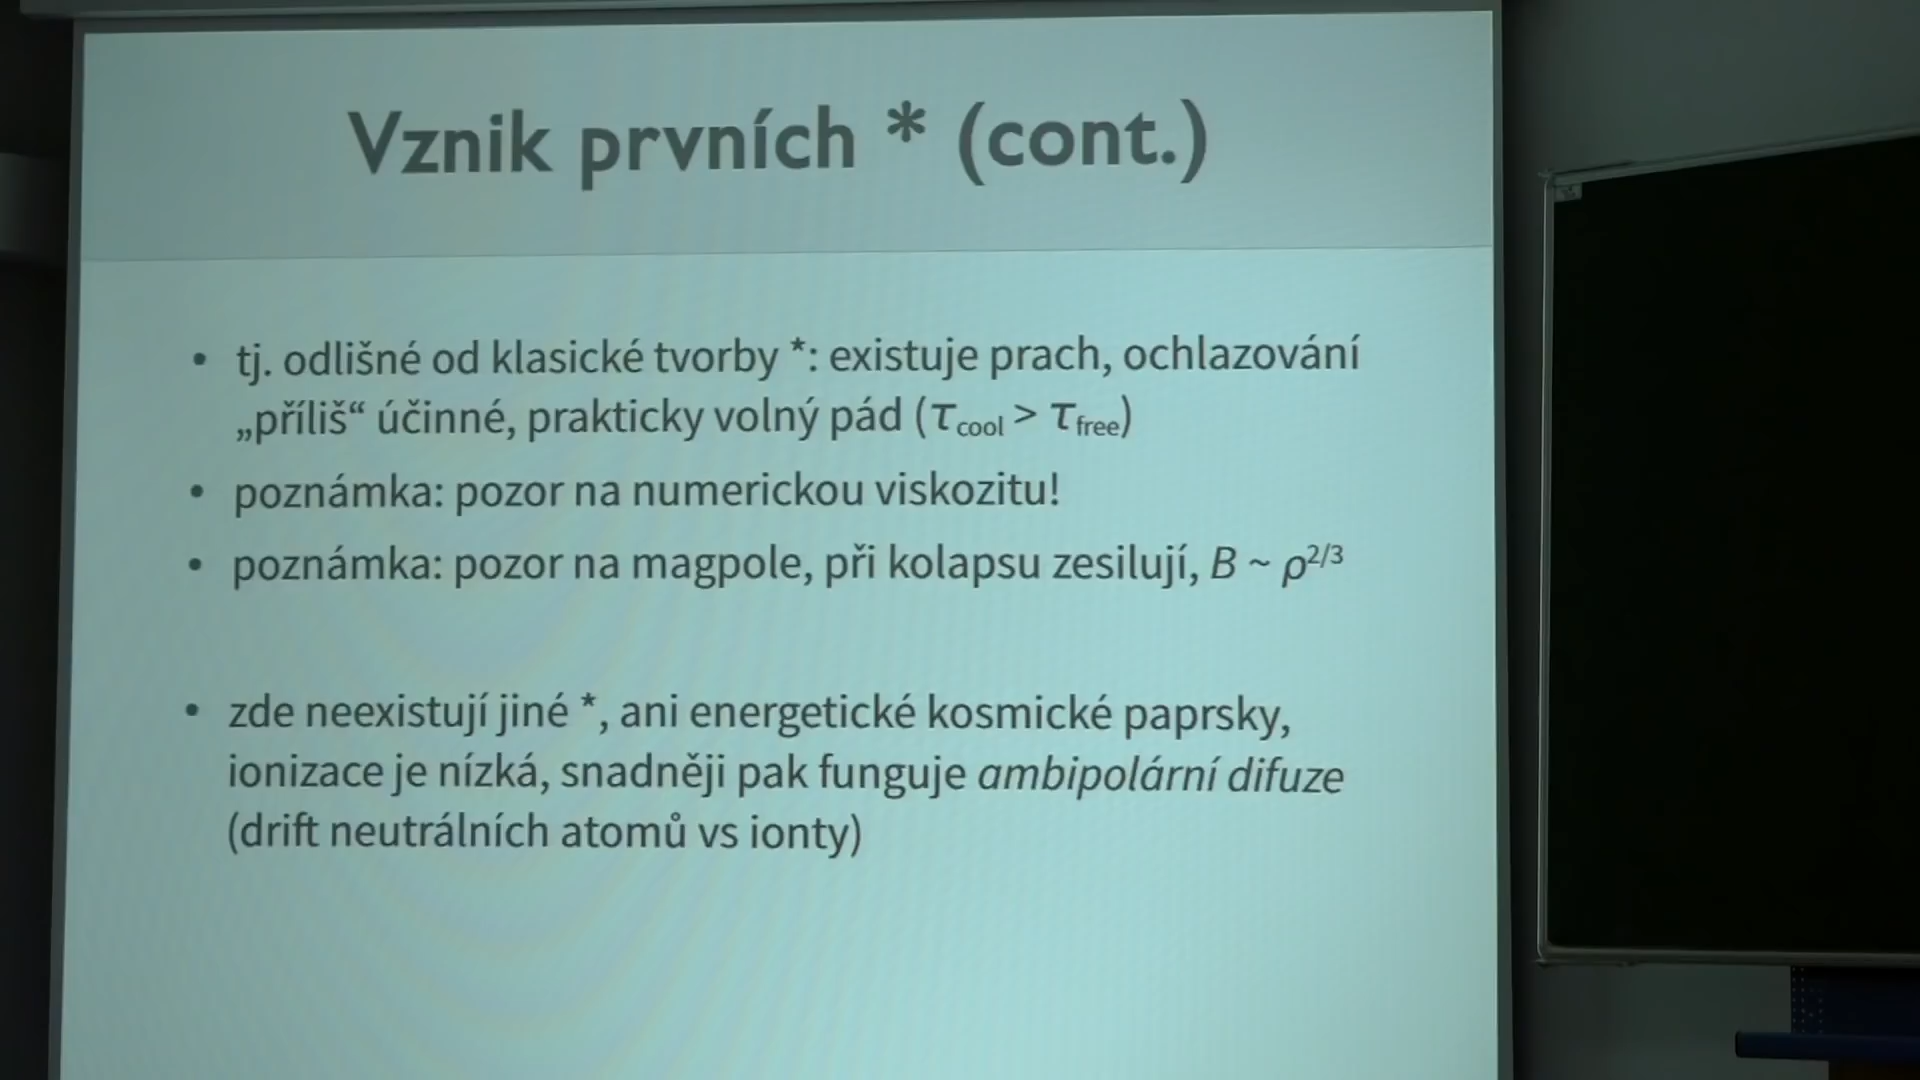 Vznik prvních * (cont.)
• tj. odlišné od klasické tvorby *: existuje prach, ochlazování
„příliš“ účinné, prakticky volný pád (τcool > τfree)
• poznámka: pozor na numerickou viskozitu!
• poznámka: pozor na magpole, při kolapsu zesilují, B ~ ρ2/3
• zde neexistují jiné *, ani energetické kosmické paprsky,
ionizace je nízká, snadněji pak funguje ambipolární difuze
(drift neutrálních atomů vs ionty)